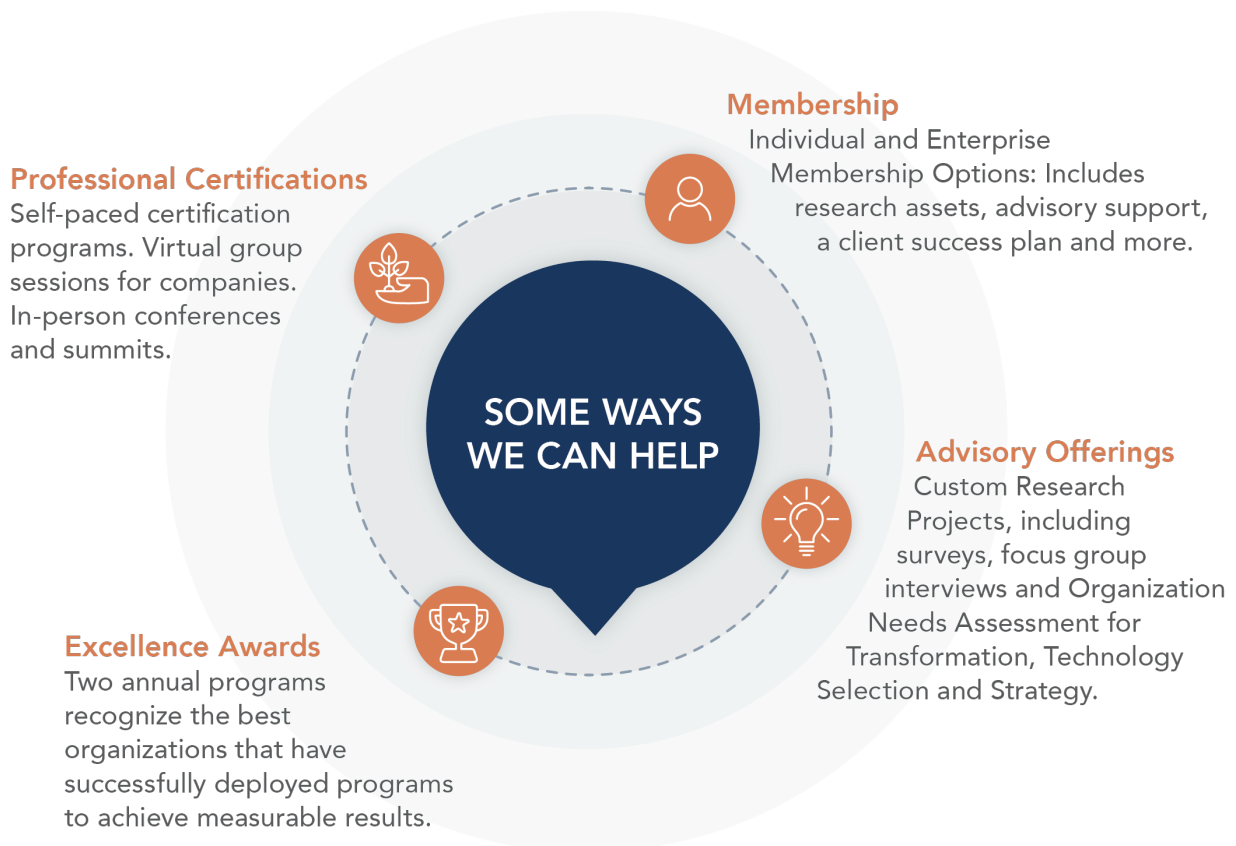 Membership
Individual and Enterprise
Membership Options: Includes
research assets, advisory support,
a client success plan and more.
Professional Certifications
Self-paced certification
programs. Virtual group
sessions for companies.
In-person conferences
and summits.
SOME WAYS
WE CAN HELP
Advisory Offerings
Custom Research
Projects, including
surveys, focus group
interviews and Organization
Needs Assessment for
Transformation, Technology
Selection and Strategy.
Excellence Awards
Two annual programs
recognize the best
organizations that have
successfully deployed programs
to achieve measurable results.